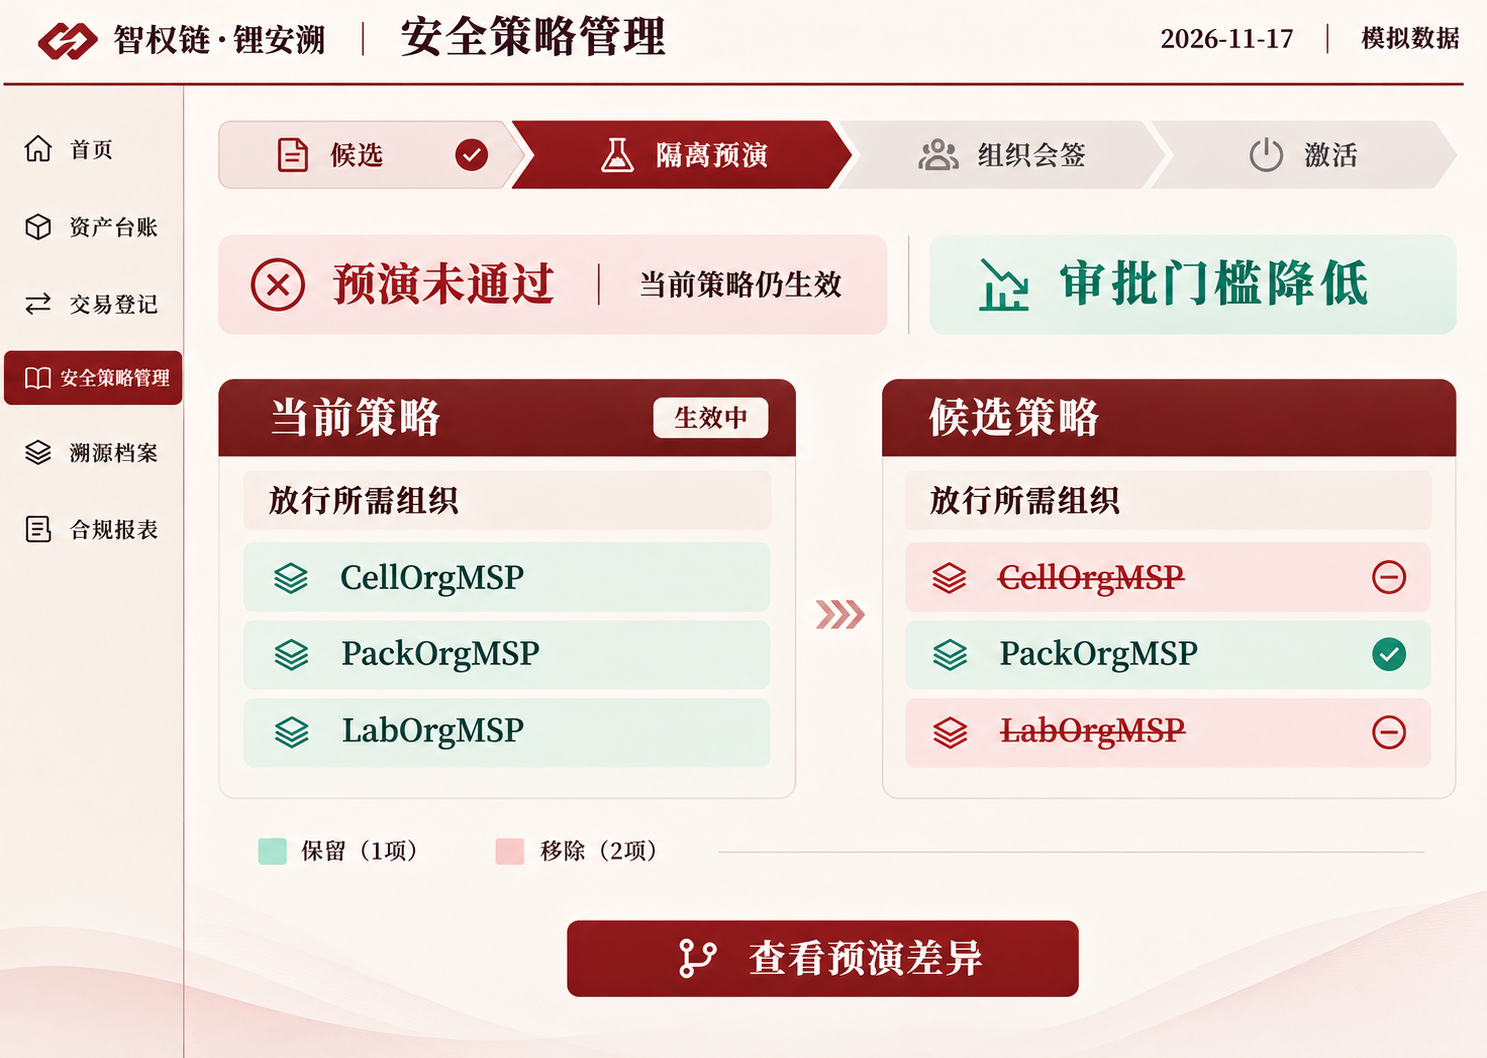 智权链·锂安溯 安全策略管理 2026-11-17 模拟数据
首页
资产台账
交易登记
安全策略管理
溯源档案
合规报表
候选 隔离预演 组织会签 激活
预演未通过 当前策略仍生效 审批门槛降低
当前策略 生效中
放行所需组织
CellOrgMSP
PackOrgMSP
LabOrgMSP
候选策略
放行所需组织
CellOrgMSP
PackOrgMSP
LabOrgMSP
保留（1项） 移除（2项）
查看预演差异